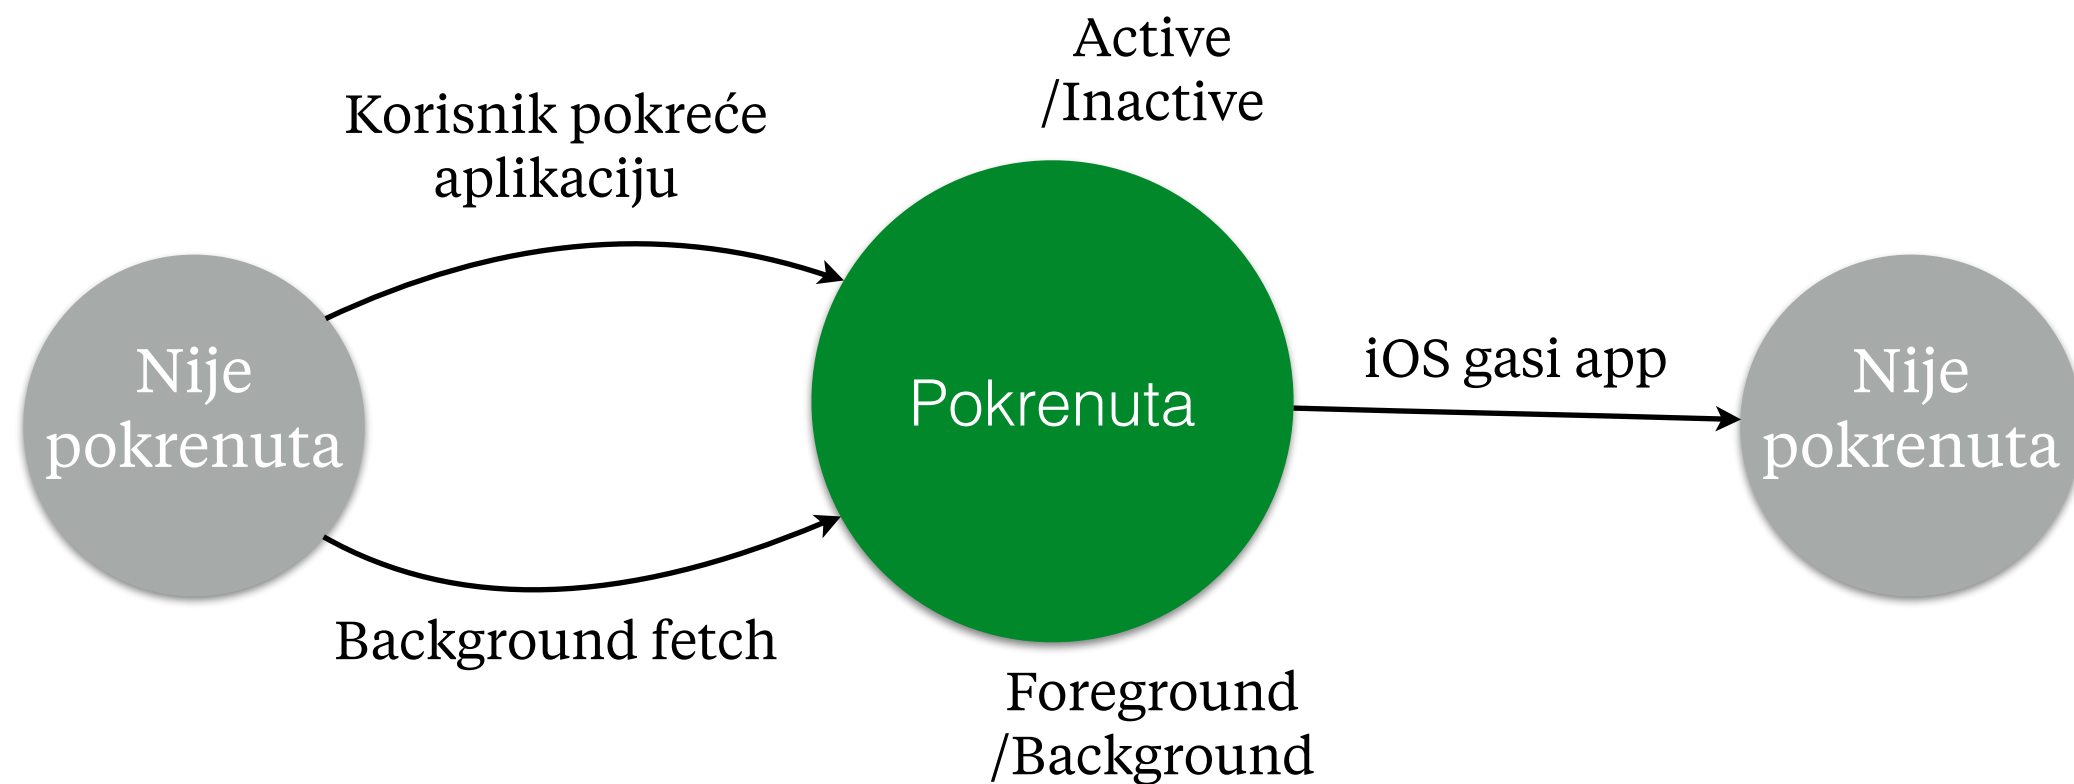 Active
/Inactive
Korisnik pokreće
aplikaciju
Nije
pokrenuta
Pokrenuta
iOS gasi app
Nije
pokrenuta
Background fetch
Foreground
/Background